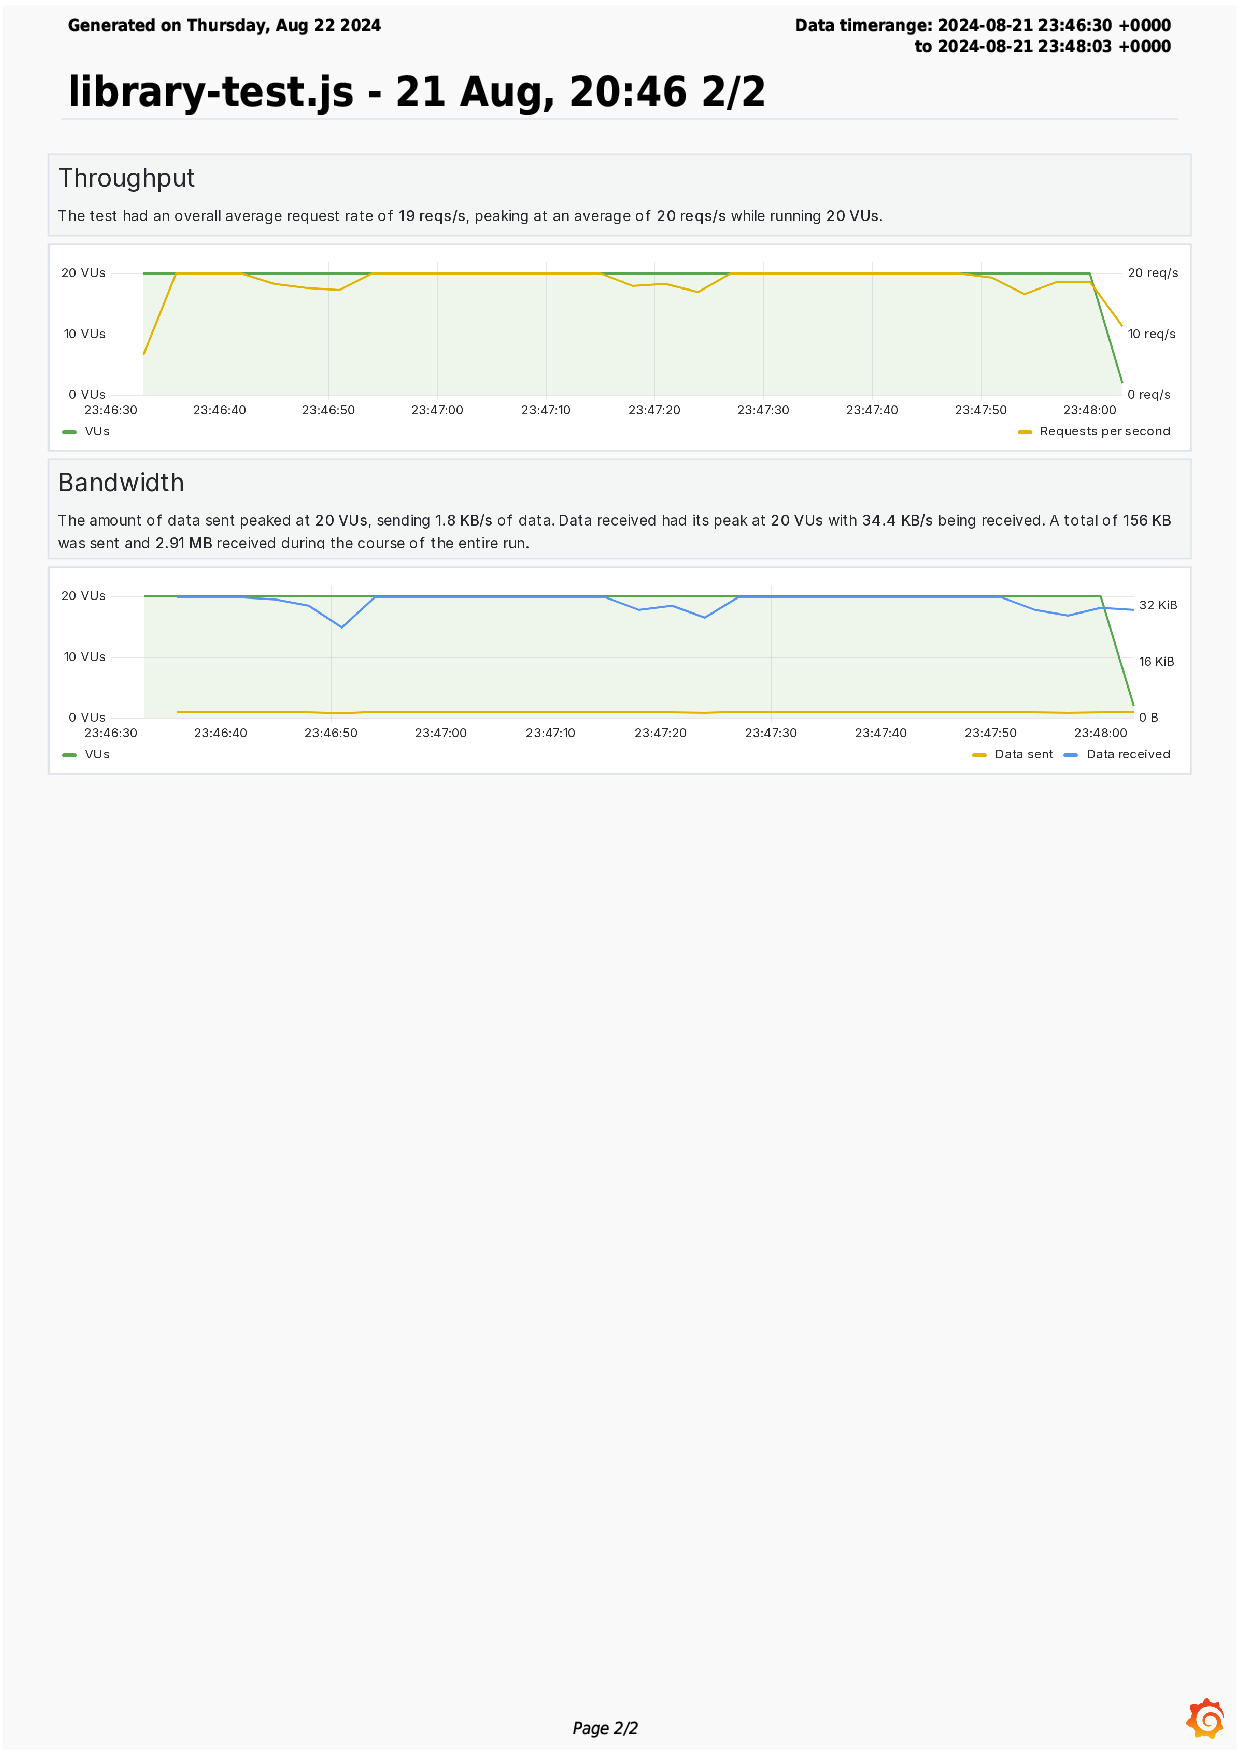 Generated on Thursday, Aug 22 2024
Data timerange: 2024-08-21 23:46:30 +0000
to 2024-08-21 23:48:03 +0000
library-test.js - 21 Aug, 20:46 2/2
Throughput
The test had an overall average request rate of 19 reqs/s, peaking at an average of 20 reqs/s while running 20 VUs.
20 VUs
20 req/s
10 VUs
10 req/s
0 VUs
0 req/s
23:46:30 23:46:40 23:46:50 23:47:00 23:47:10 23:47:20 23:47:30 23:47:40 23:47:50 23:48:00
VUs
Requests per second
Bandwidth
The amount of data sent peaked at 20 VUs, sending 1.8 KB/s of data. Data received had its peak at 20 VUs with 34.4 KB/s being received. A total of 156 KB
was sent and 2.91 MB received during the course of the entire run.
20 VUs
32 KiB
10 VUs
16 KiB
0 VUs
0 B
23:46:30 23:46:40 23:46:50 23:47:00 23:47:10 23:47:20 23:47:30 23:47:40 23:47:50 23:48:00
VUs
Data sent Data received
Page 2/2